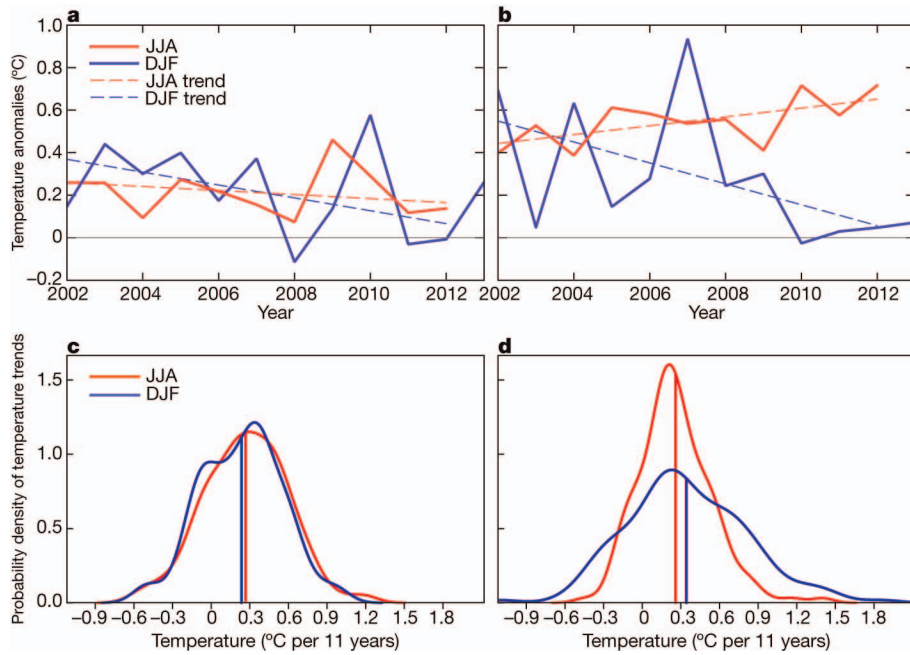 a
b
Temperature anomalies (°C)
1.0
0.8
0.6
0.4
0.2
0
–0.2
JJA
DJF
JJA trend
DJF trend
2002 2004 2006 2008 2010 2012
Year
2002 2004 2006 2008 2010 2012
Year
c
d
Probability density of temperature trends
1.5
1.0
0.5
0.0
JJA
DJF
–0.9 –0.6 –0.3 0 0.3 0.6 0.9 1.2 1.5 1.8
Temperature (°C per 11 years)
–0.9 –0.6 –0.3 0 0.3 0.6 0.9 1.2 1.5 1.8
Temperature (°C per 11 years)